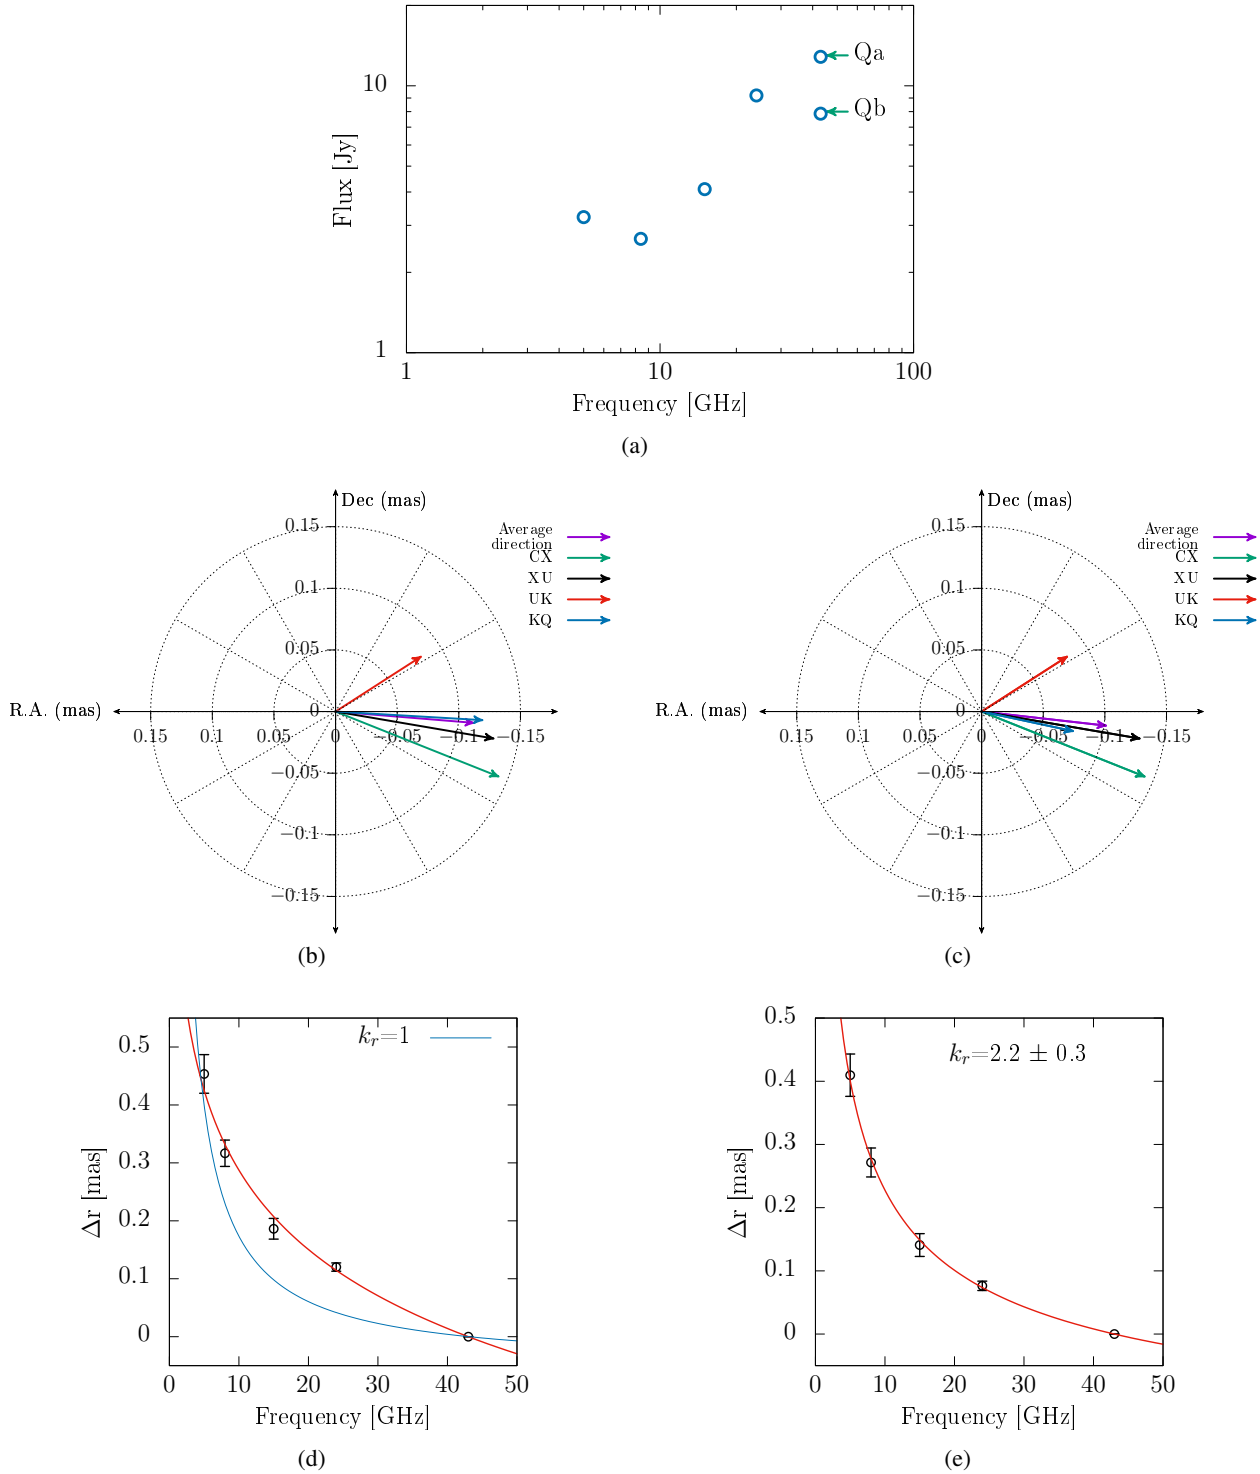 10
1
Flux [Jy]
Qa
Qb
1 10 100
Frequency [GHz]
(a)
Dec (mas)
R.A. (mas)
0.15
0.1
0.05
0
−0.05
−0.1
−0.15
0.15 0.1 0.05 −0.05 −0.1 −0.15
Average
direction
CX
XU
UK
KQ
(b)
Dec (mas)
R.A. (mas)
0.15
0.1
0.05
0
−0.05
−0.1
−0.15
0.15 0.1 0.05 −0.05 −0.1 −0.15
Average
direction
CX
XU
UK
KQ
(c)
k_r=1
0.5
0.4
0.3
0.2
0.1
0
Δr [mas]
0 10 20 30 40 50
Frequency [GHz]
(d)
k_r=2.2 ± 0.3
0.5
0.4
0.3
0.2
0.1
0
Δr [mas]
0 10 20 30 40 50
Frequency [GHz]
(e)